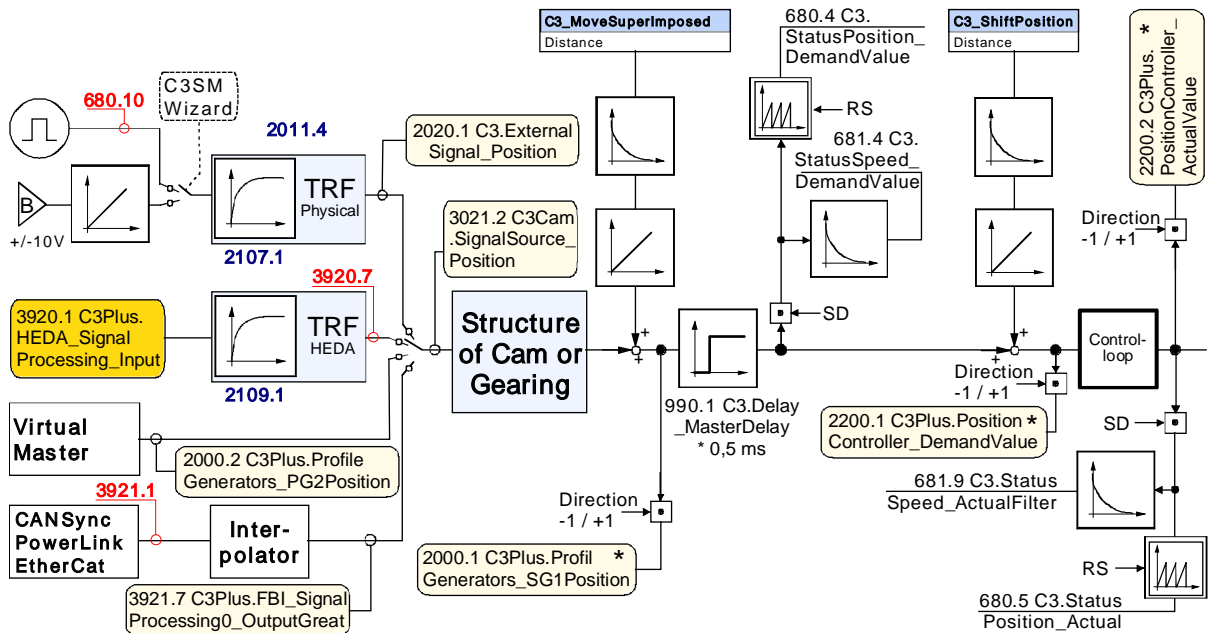 C3_MoveSuperImposed
Distance
680.4 C3.
StatusPosition_
DemandValue
C3_ShiftPosition
Distance
2200.2 C3Plus. *
PositionController_
ActualValue
C3SM
Wizard
680.10
2011.4
2020.1 C3.External
Signal_Position
RS
681.4 C3.
StatusSpeed_
DemandValue
TRF
Physical
B
+/-10V
3021.2 C3Cam
.SignalSource_
Position
Direction
-1 / +1
2107.1
3920.7
3920.1 C3Plus.
HEDA_Signal
Processing_Input
TRF
HEDA
Structure
of Cam or
Gearing
+
+
SD
+
+
Control-
loop
2109.1
Direction
-1 / +1
990.1 C3.Delay
_MasterDelay
* 0,5 ms
2200.1 C3Plus.Position *
Controller_DemandValue
SD
Virtual
Master
2000.2 C3Plus.Profile
Generators_PG2Position
681.9 C3.Status
Speed_ActualFilter
3921.1
Direction
-1 / +1
CANSync
PowerLink
EtherCat
Inter-
polator
2000.1 C3Plus.Profil *
Generators_SG1Position
RS
3921.7 C3Plus.FBI_Signal
Processing0_OutputGreat
680.5 C3.Status
Position_Actual